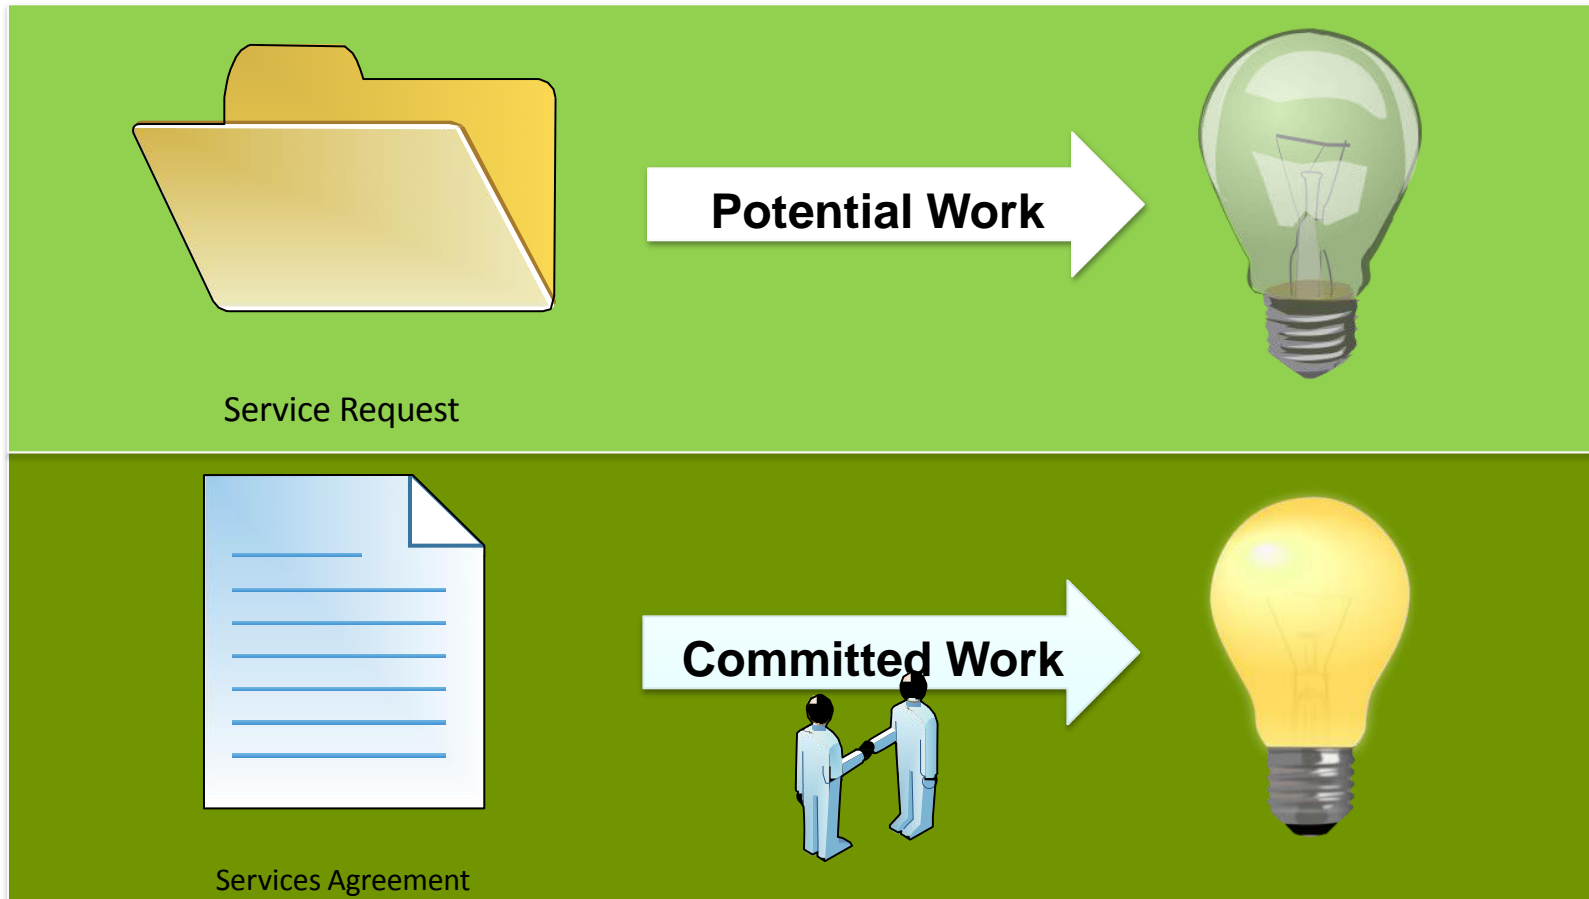 Potential Work
Service Request
Committed Work
Services Agreement